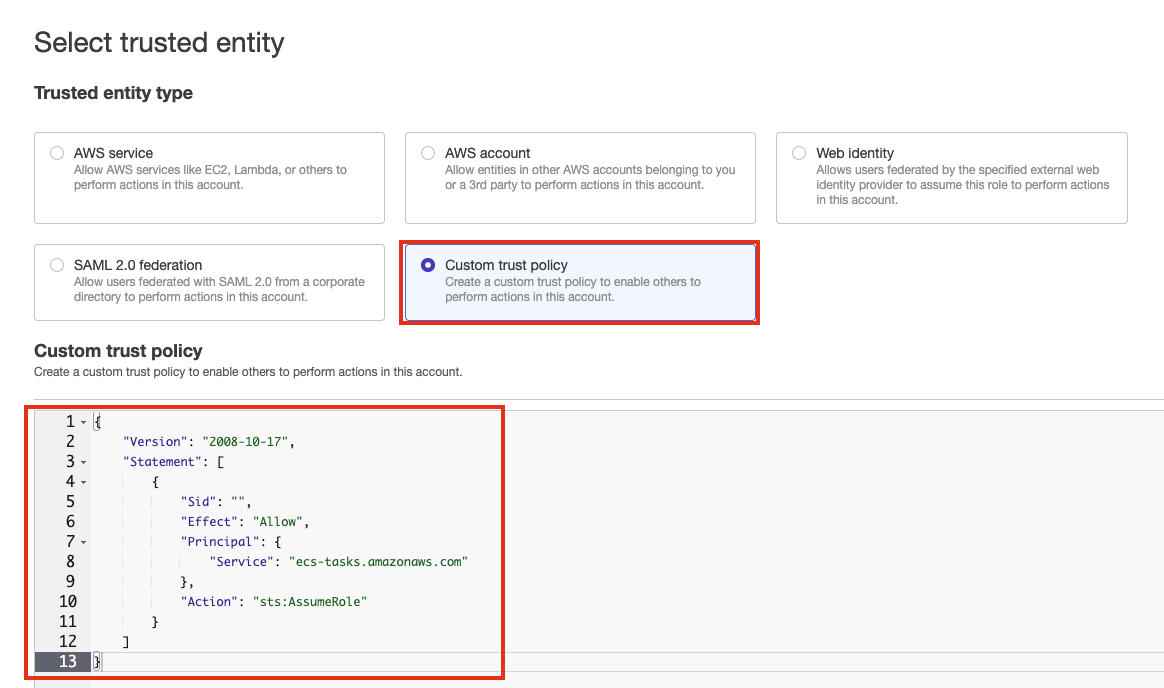 Select trusted entity
Trusted entity type
AWS service
Allow AWS services like EC2, Lambda, or others to
perform actions in this account.
AWS account
Allow entities in other AWS accounts belonging to you
or a 3rd party to perform actions in this account.
Web identity
Allows users federated by the specified external web
identity provider to assume this role to perform actions
in this account.
SAML 2.0 federation
Allow users federated with SAML 2.0 from a corporate
directory to perform actions in this account.
Custom trust policy
Create a custom trust policy to enable others to
perform actions in this account.
Custom trust policy
Create a custom trust policy to enable others to perform actions in this account.
1 {
2 "Version": "2008-10-17",
3 "Statement": [
4 {
5 "Sid": "",
6 "Effect": "Allow",
7 "Principal": {
8 "Service": "ecs-tasks.amazonaws.com"
9 },
10 "Action": "sts:AssumeRole"
11 }
12 ]
13 }